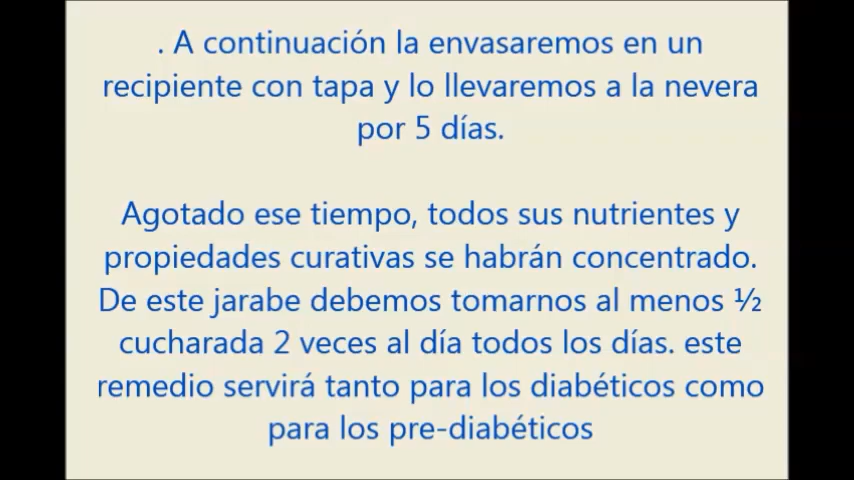 . A continuación la envasaremos en un
recipiente con tapa y lo llevaremos a la nevera
por 5 días.
Agotado ese tiempo, todos sus nutrientes y
propiedades curativas se habrán concentrado.
De este jarabe debemos tomarnos al menos ½
cucharada 2 veces al día todos los días. este
remedio servirá tanto para los diabéticos como
para los pre-diabéticos